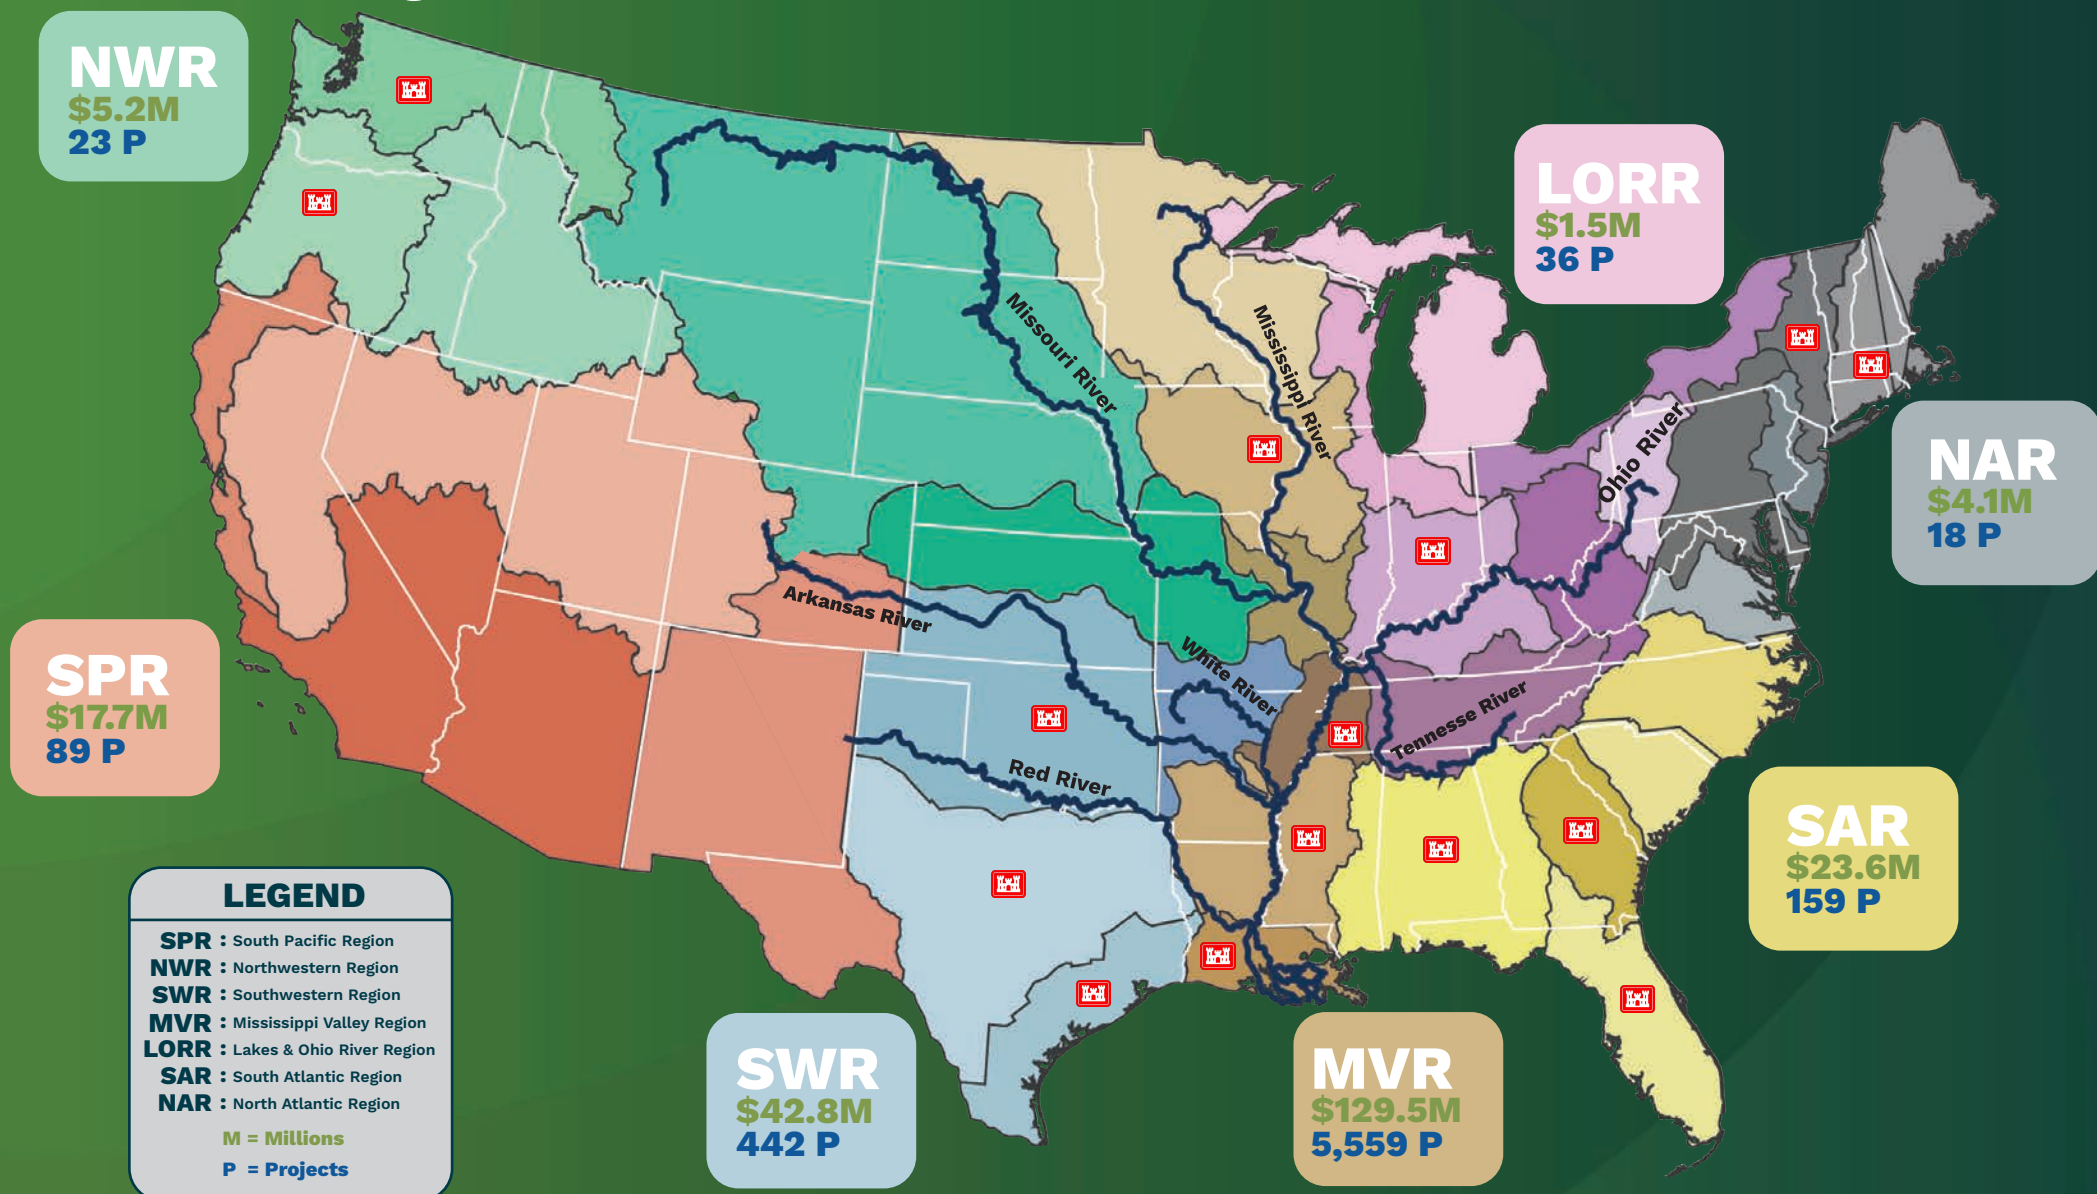 NWR
$5.2M
23 P
LORR
$1.5M
36 P
Missouri River
Mississippi River
Ohio River
NAR
$4.1M
18 P
Arkansas River
White River
SPR
$17.7M
89 P
Tennesse River
Red River
SAR
$23.6M
159 P
LEGEND
SPR : South Pacific Region
NWR : Northwestern Region
SWR : Southwestern Region
MVR : Mississippi Valley Region
LORR : Lakes & Ohio River Region
SAR : South Atlantic Region
NAR : North Atlantic Region
M = Millions
P = Projects
SWR
$42.8M
442 P
MVR
$129.5M
5,559 P